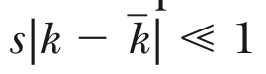 s|k − k̅| ≪ 1